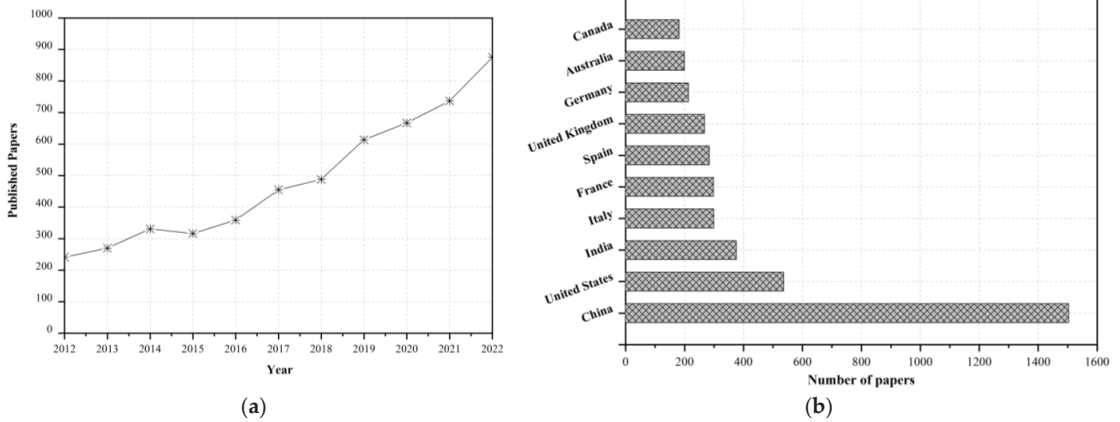 1000
900
800
700
600
500
400
300
200
100
0
2012 2013 2014 2015 2016 2017 2018 2019 2020 2021 2022
Published Papers
Year
(a)
Canada
Australia
Germany
United Kingdom
Spain
France
Italy
India
United States
China
0 200 400 600 800 1000 1200 1400 1600
Number of papers
(b)